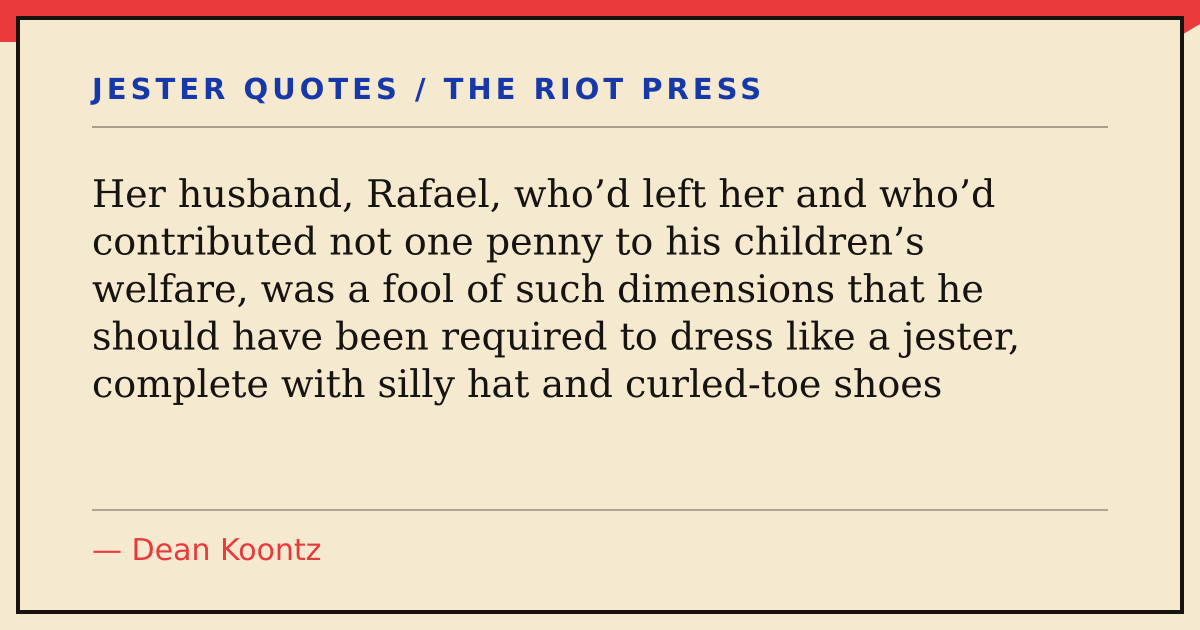 JESTER QUOTES / THE RIOT PRESS
Her husband, Rafael, who’d left her and who’d
contributed not one penny to his children’s
welfare, was a fool of such dimensions that he
should have been required to dress like a jester,
complete with silly hat and curled-toe shoes
— Dean Koontz